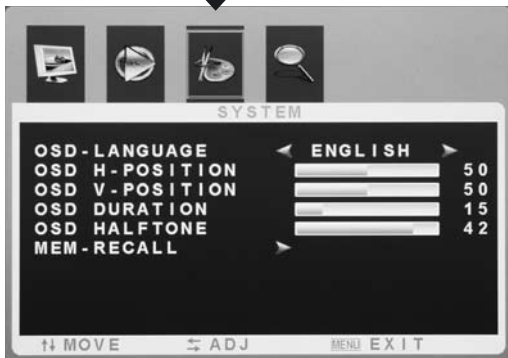 SYSTEM
OSD-LANGUAGE ENGLISH
OSD H-POSITION 50
OSD V-POSITION 50
OSD DURATION 15
OSD HALFTONE 42
MEM-RECALL
MOVE ADJ MENU EXIT